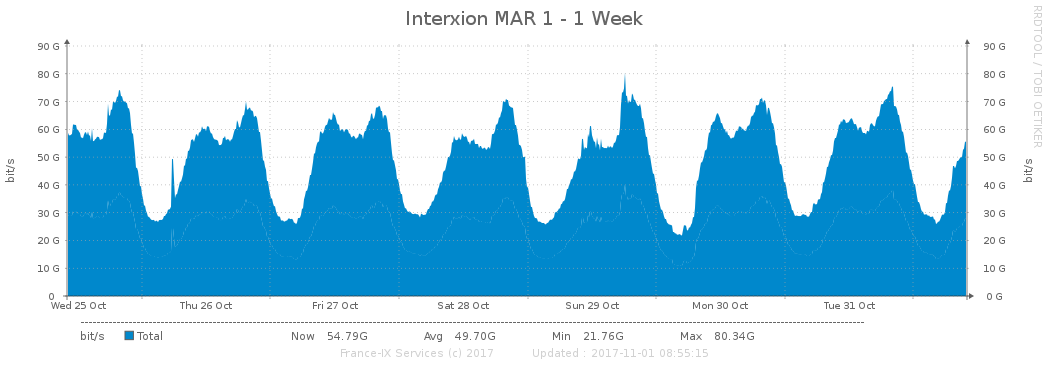 Interxion MAR 1 - 1 Week
RRDTOOL / TOBI OETIKER
90 G 90 G
80 G 80 G
70 G 70 G
60 G 60 G
50 G 50 G
40 G 40 G
30 G 30 G
20 G 20 G
10 G 10 G
0 0 G
bit/s
bit/s
Wed 25 Oct Thu 26 Oct Fri 27 Oct Sat 28 Oct Sun 29 Oct Mon 30 Oct Tue 31 Oct
bit/s Total Now 54.79G Avg 49.70G Min 21.76G Max 80.34G
France-IX Services (c) 2017 Updated : 2017-11-01 08:55:15